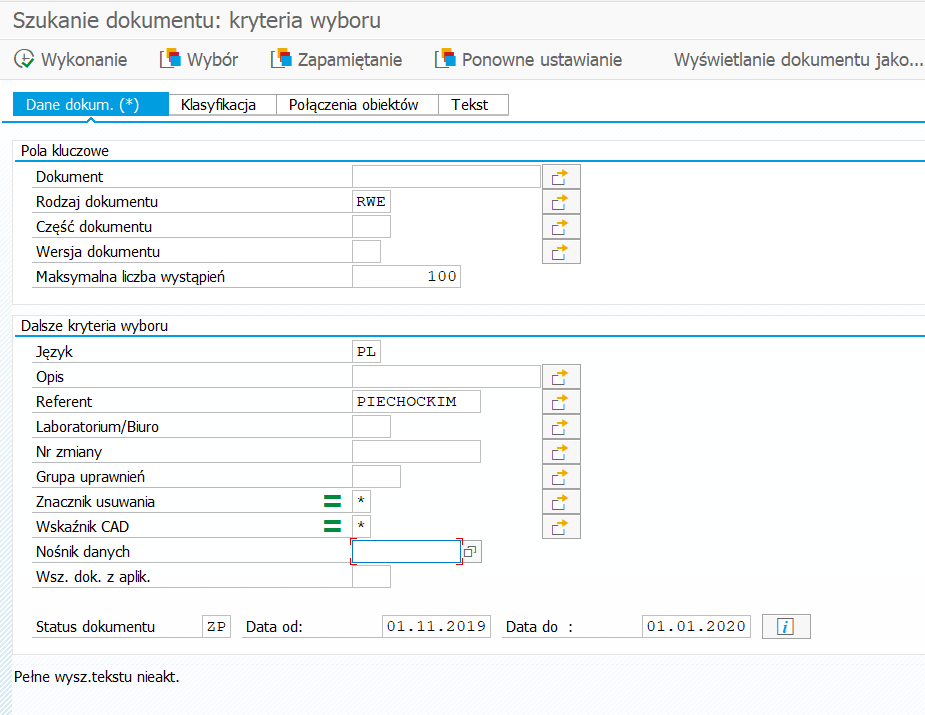 Szukanie dokumentu: kryteria wyboru
Wykonanie Wybór Zapamiętanie Ponowne ustawianie Wyświetlanie dokumentu jako...
Dane dokum. (*) Klasyfikacja Połączenia obiektów Tekst
Pola kluczowe
Dokument
Rodzaj dokumentu RWE
Część dokumentu
Wersja dokumentu
Maksymalna liczba wystąpień 100
Dalsze kryteria wyboru
Język PL
Opis
Referent PIECHOCKIM
Laboratorium/Biuro
Nr zmiany
Grupa uprawnień
Znacznik usuwania *
Wskaźnik CAD *
Nośnik danych
Wsz. dok. z aplik.
Status dokumentu ZP Data od: 01.11.2019 Data do : 01.01.2020 i
Pełne wysz.tekstu nieakt.